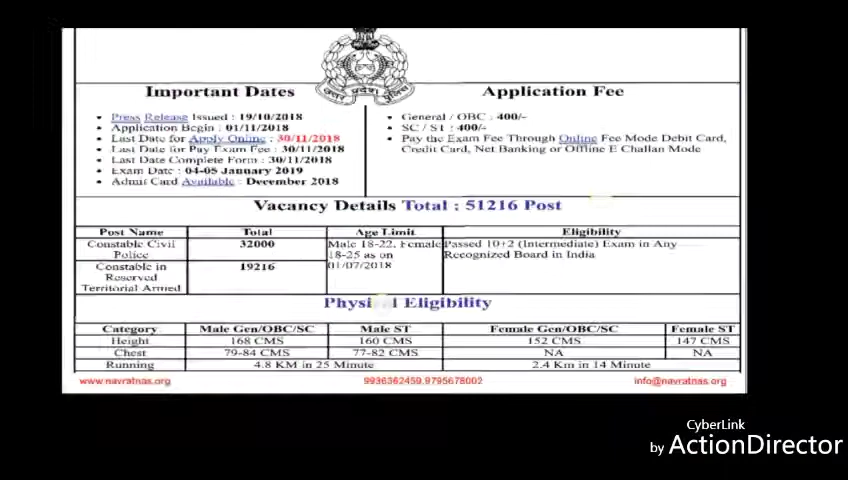 उत्तर प्रदेश पुलिस
Important Dates
Press Release Issued : 19/10/2018
Application Begin : 01/11/2018
Last Date for Apply Online : 30/11/2018
Last Date for Pay Exam Fee : 30/11/2018
Last Date Complete Form : 30/11/2018
Exam Date : 04-05 January 2019
Admit Card Available : December 2018
Application Fee
General / OBC : 400/-
SC / ST : 400/-
Pay the Exam Fee Through Online Fee Mode Debit Card,
Credit Card, Net Banking or Offline E Challan Mode
Vacancy Details Total : 51216 Post
Post Name Total Age Limit Eligibility
Constable Civil Police 32000 Male 18-22, Female 18-25 as on 01/07/2018 Passed 10+2 (Intermediate) Exam in Any Recognized Board in India
Constable in Reserved Territorial Armed 19216
Physi l Eligibility
Category Male Gen/OBC/SC Male ST Female Gen/OBC/SC Female ST
Height 168 CMS 160 CMS 152 CMS 147 CMS
Chest 79-84 CMS 77-82 CMS NA NA
Running 4.8 KM in 25 Minute 2.4 Km in 14 Minute
www.navratnas.org 9936362459,9795678002 info@navratnas.org
CyberLink
by ActionDirector